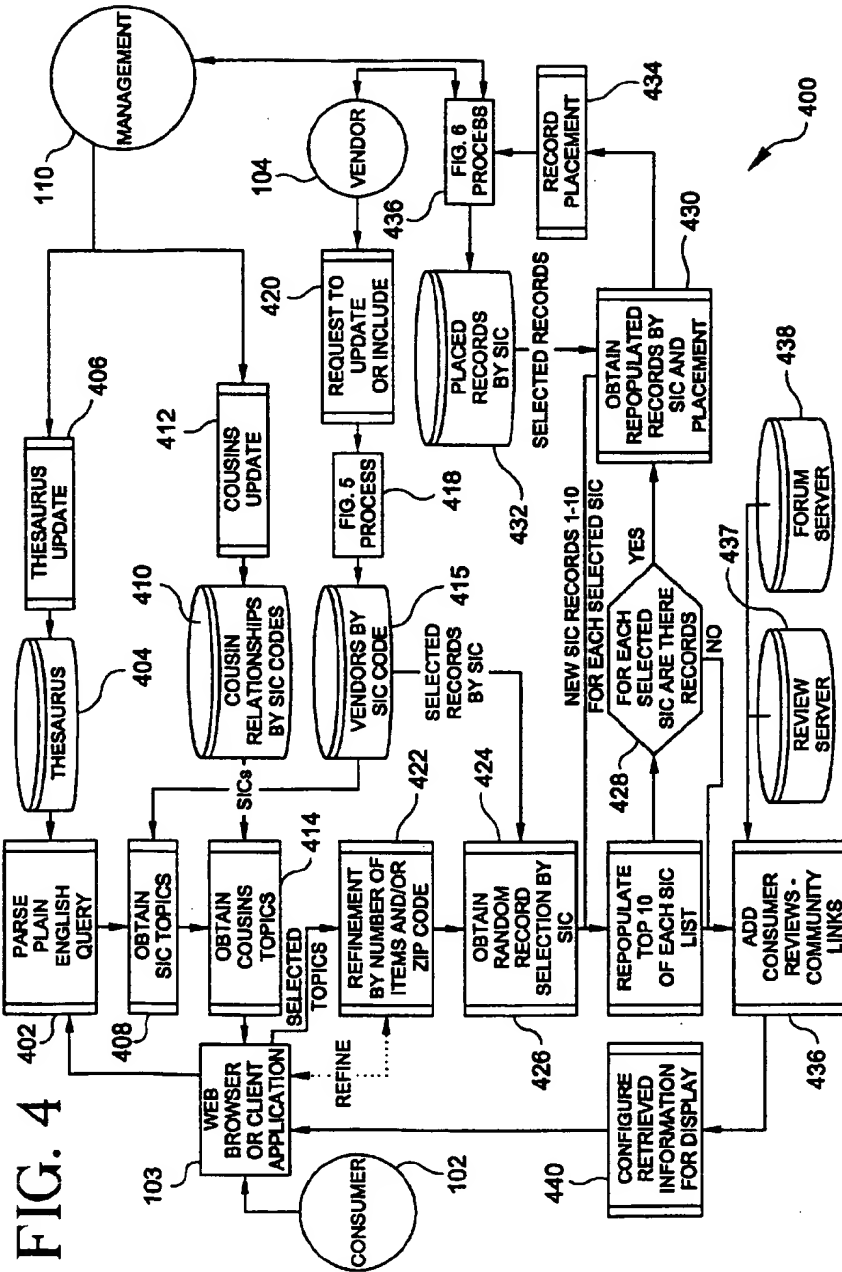 FIG. 4
MANAGEMENT
110
THESAURUS
UPDATE
406
THESAURUS
404
PARSE
PLAIN
ENGLISH
QUERY
402
COUSINS
UPDATE
412
COUSIN
RELATIONSHIPS
BY SIC CODES
410
SICs
OBTAIN
SIC TOPICS
408
OBTAIN
COUSINS
TOPICS
414
VENDOR
104
REQUEST TO
UPDATE
OR INCLUDE
420
FIG. 5
PROCESS
418
VENDORS BY
SIC CODE
415
SELECTED
RECORDS
BY SIC
WEB
BROWSER
OR CLIENT
APPLICATION
103
CONSUMER
102
SELECTED
TOPICS
REFINE
REFINEMENT
BY NUMBER OF
ITEMS AND/OR
ZIP CODE
422
OBTAIN
RANDOM
RECORD
SELECTION BY
SIC
424
426
FIG. 6
PROCESS
436
PLACED
RECORDS
BY SIC
432
SELECTED RECORDS
RECORD
PLACEMENT
434
OBTAIN
REPOPULATED
RECORDS BY
SIC AND
PLACEMENT
430
NEW SIC RECORDS 1-10
FOR EACH SELECTED SIC
REPOPULATE
TOP 10
OF EACH SIC
LIST
FOR EACH
SELECTED
SIC ARE THERE
RECORDS
428
YES
NO
ADD
CONSUMER
REVIEWS -
COMMUNITY
LINKS
436
REVIEW
SERVER
437
FORUM
SERVER
438
CONFIGURE
RETRIEVED
INFORMATION
FOR DISPLAY
440
400